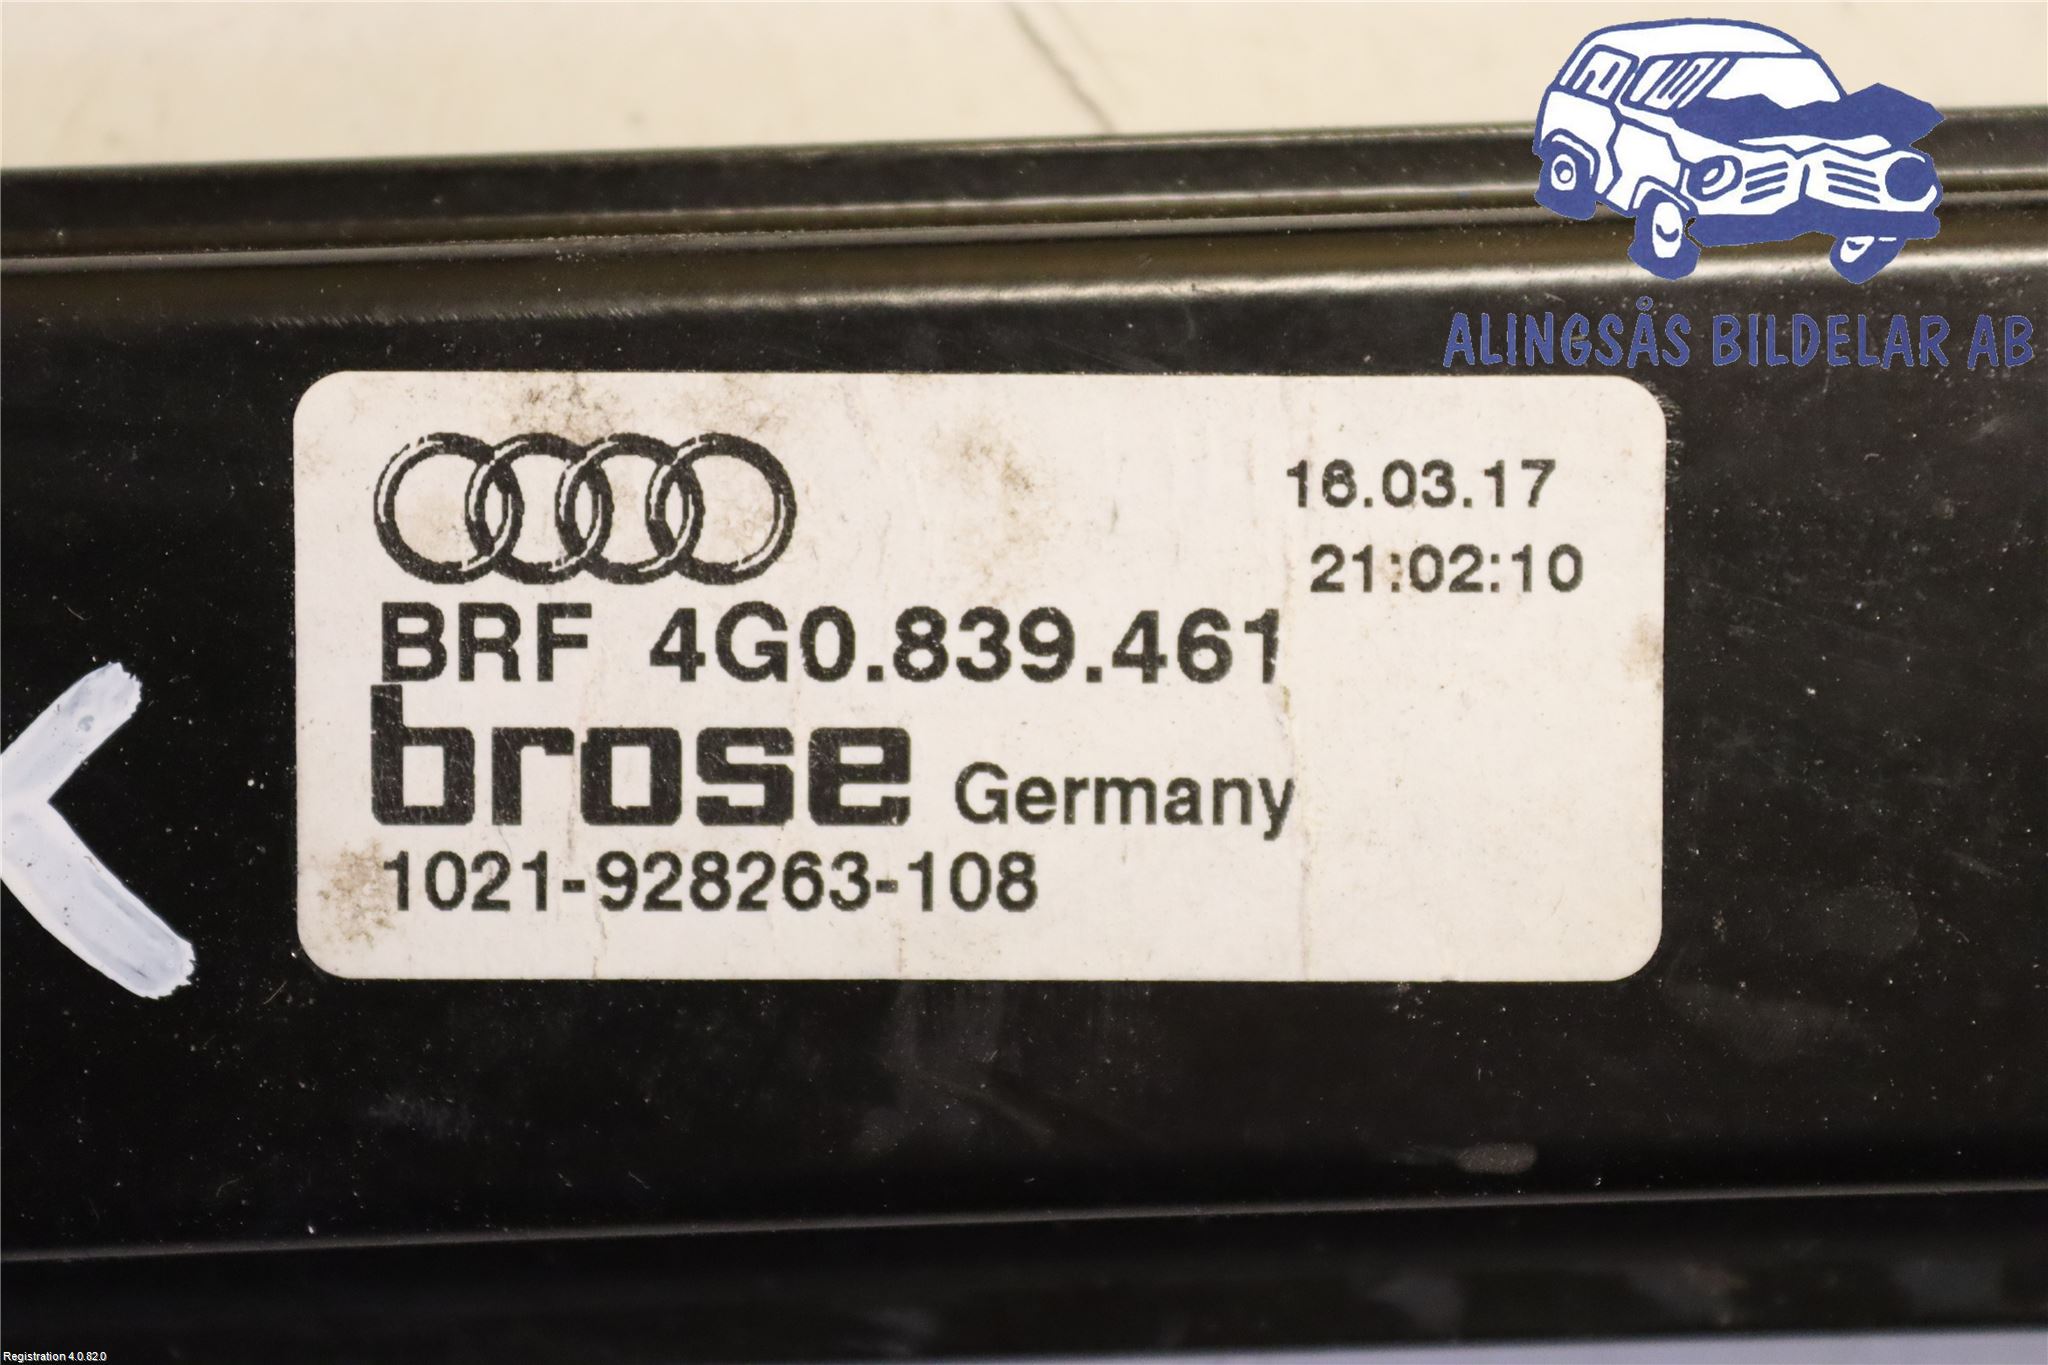 ALINGSÅS BILDELAR AB
16.03.17
21:02:10
BRF 4G0.839.461
brose Germany
1021-928263-108
Registration 4.0.82.0